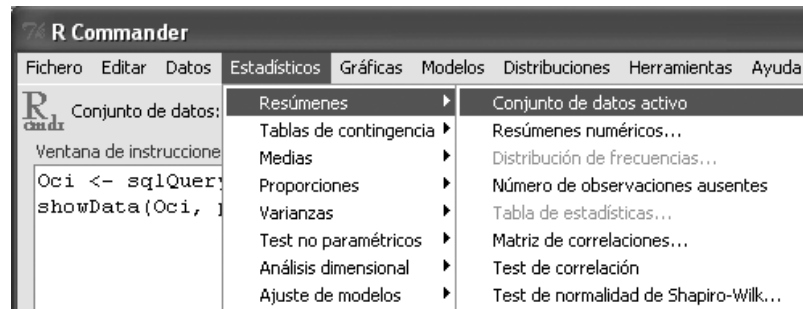 R Commander
Fichero Editar Datos Estadísticos Gráficas Modelos Distribuciones Herramientas Ayuda
R cmdr Conjunto de datos:
Ventana de instruccione
Oci <- sqlQuery
showData(Oci,
Resúmenes
Tablas de contingencia
Medias
Proporciones
Varianzas
Test no paramétricos
Análisis dimensional
Ajuste de modelos
Conjunto de datos activo
Resúmenes numéricos...
Distribución de frecuencias...
Número de observaciones ausentes
Tabla de estadísticas...
Matriz de correlaciones...
Test de correlación
Test de normalidad de Shapiro-Wilk...